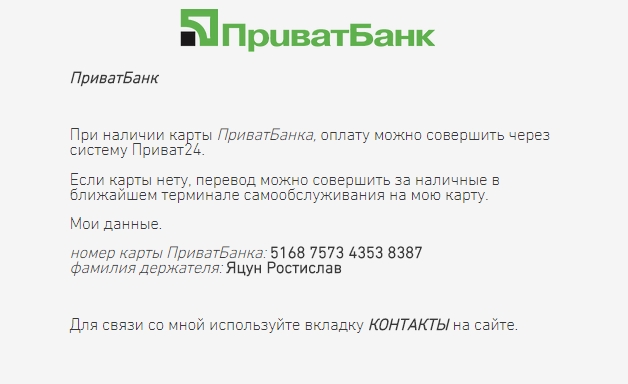 ПриватБанк
ПриватБанк
При наличии карты ПриватБанка, оплату можно совершить через
систему Приват24.
Если карты нету, перевод можно совершить за наличные в
ближайшем терминале самообслуживания на мою карту.
Мои данные.
номер карты ПриватБанка: 5168 7573 4353 8387
фамилия держателя: Яцун Ростислав
Для связи со мной используйте вкладку КОНТАКТЫ на сайте.